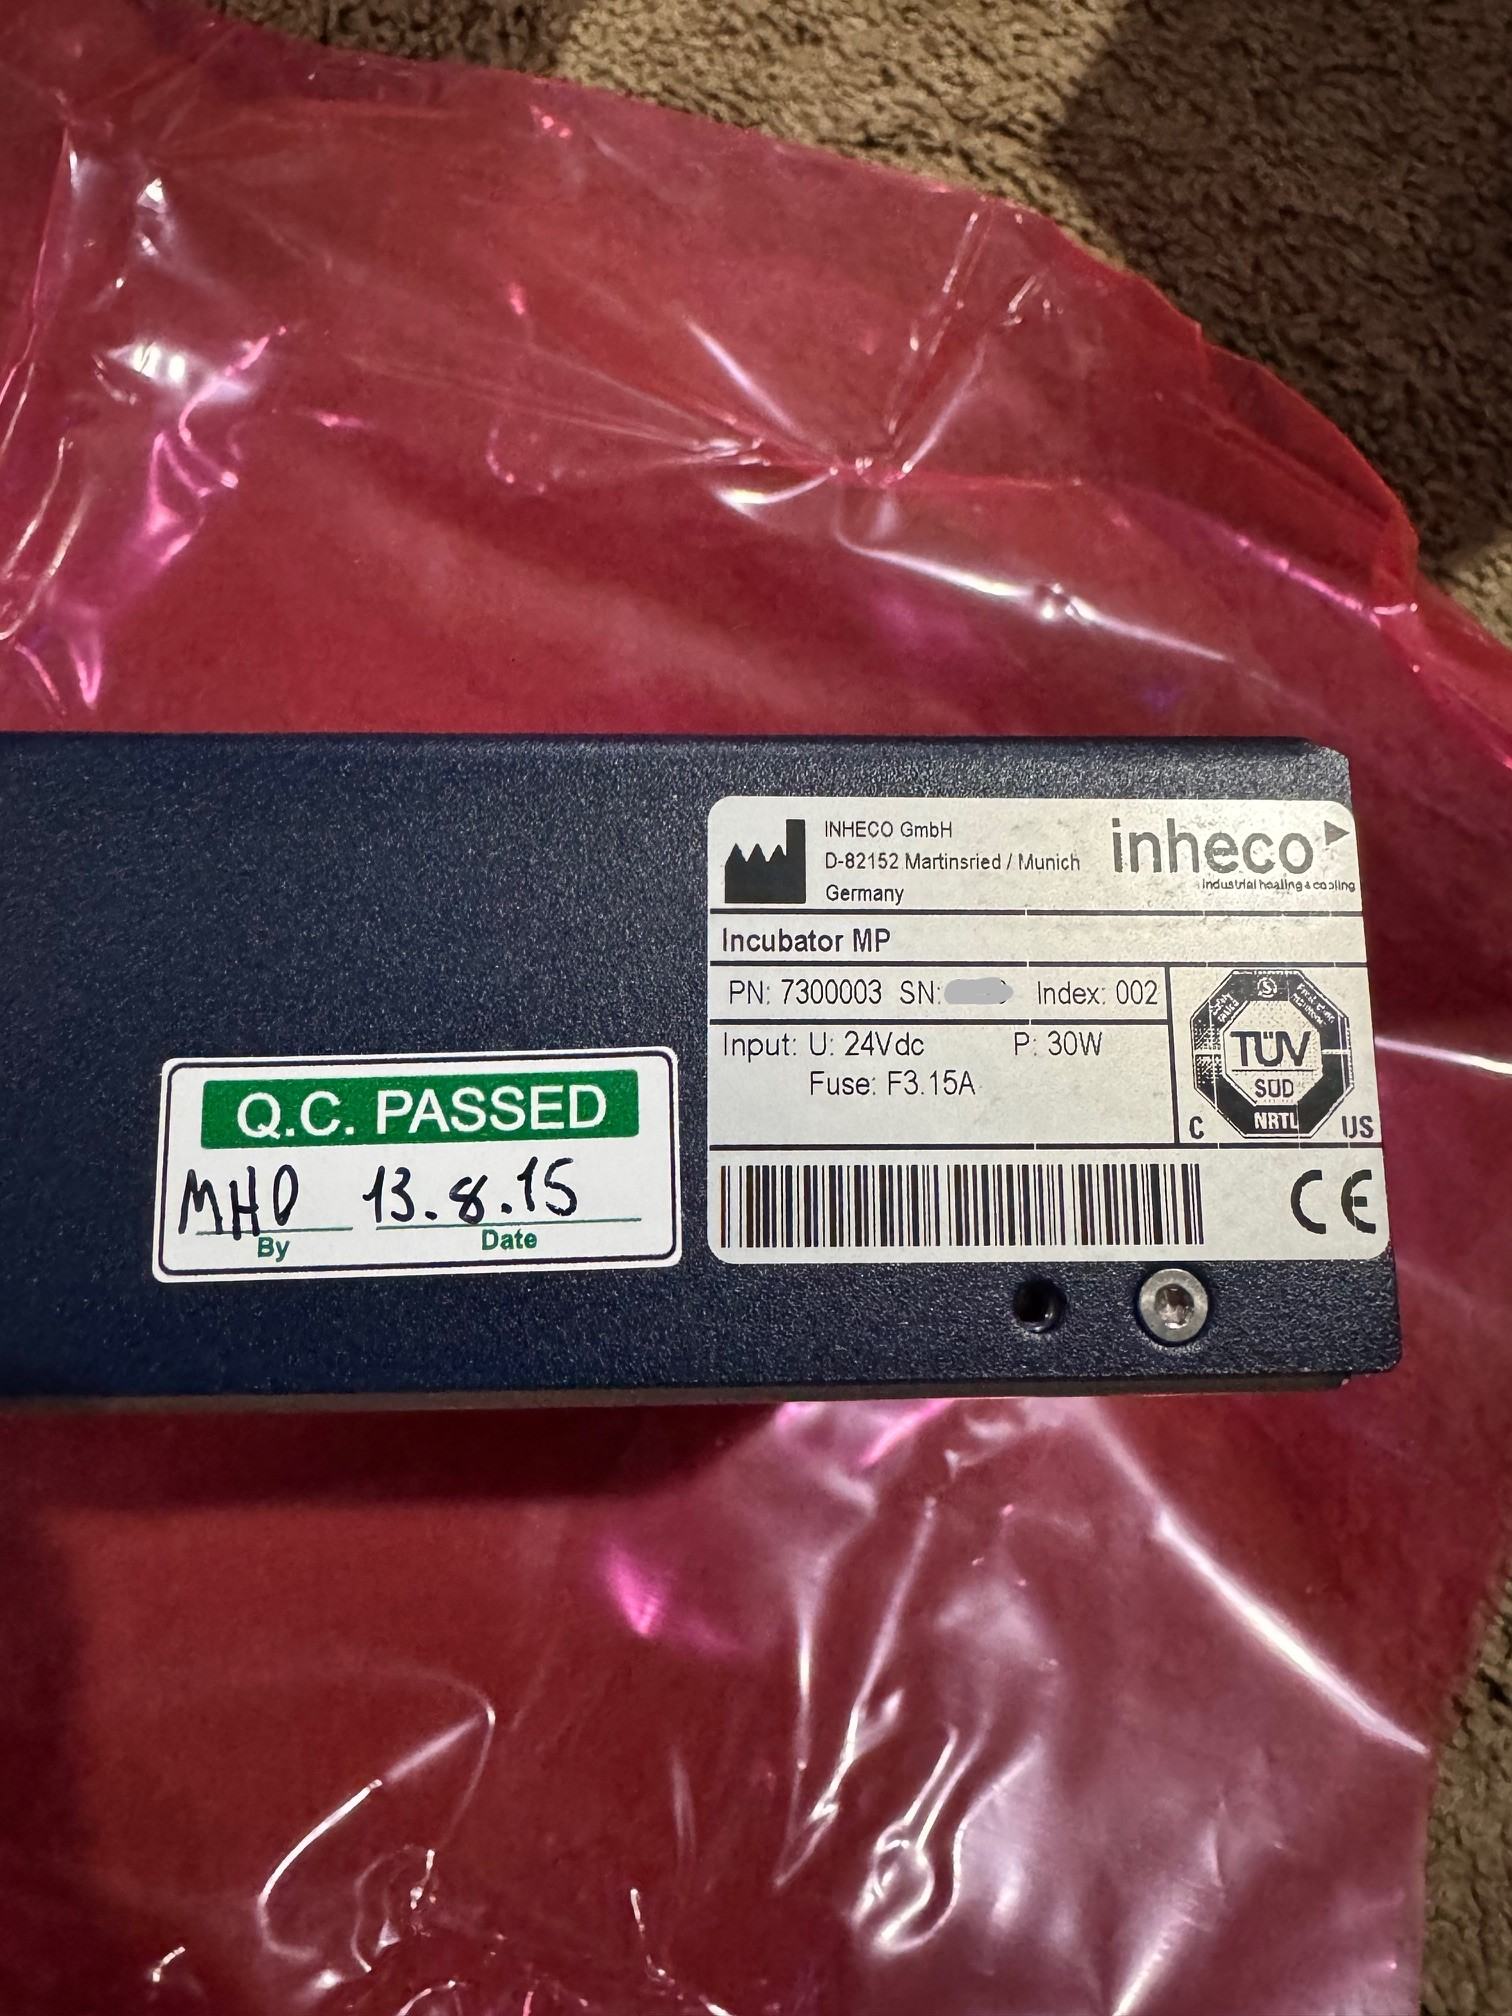 INHECO GmbH
D-82152 Martinsried / Munich
Germany
inheco
industrial heating & cooling
Incubator MP
PN: 7300003 SN: Index: 002
Input: U: 24Vdc P: 30W
Fuse: F3.15A
TÜV
SÜD
NRTL
C US
CE
Q.C. PASSED
MHO 13.8.15
By Date